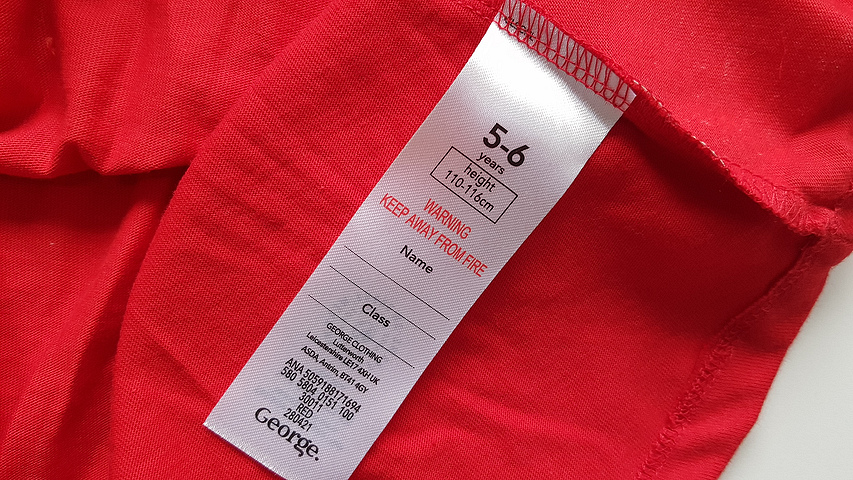 5-6
years
height
110-116cm
WARNING
KEEP AWAY FROM FIRE
Name
Class
GEORGE CLOTHING
Lutterworth
Leicestershire LE17 4XH UK
ASDA, Antrim, BT41 4GY
ANA 5059188171694
580 5804 0151 100
30011
RED
280421
George.